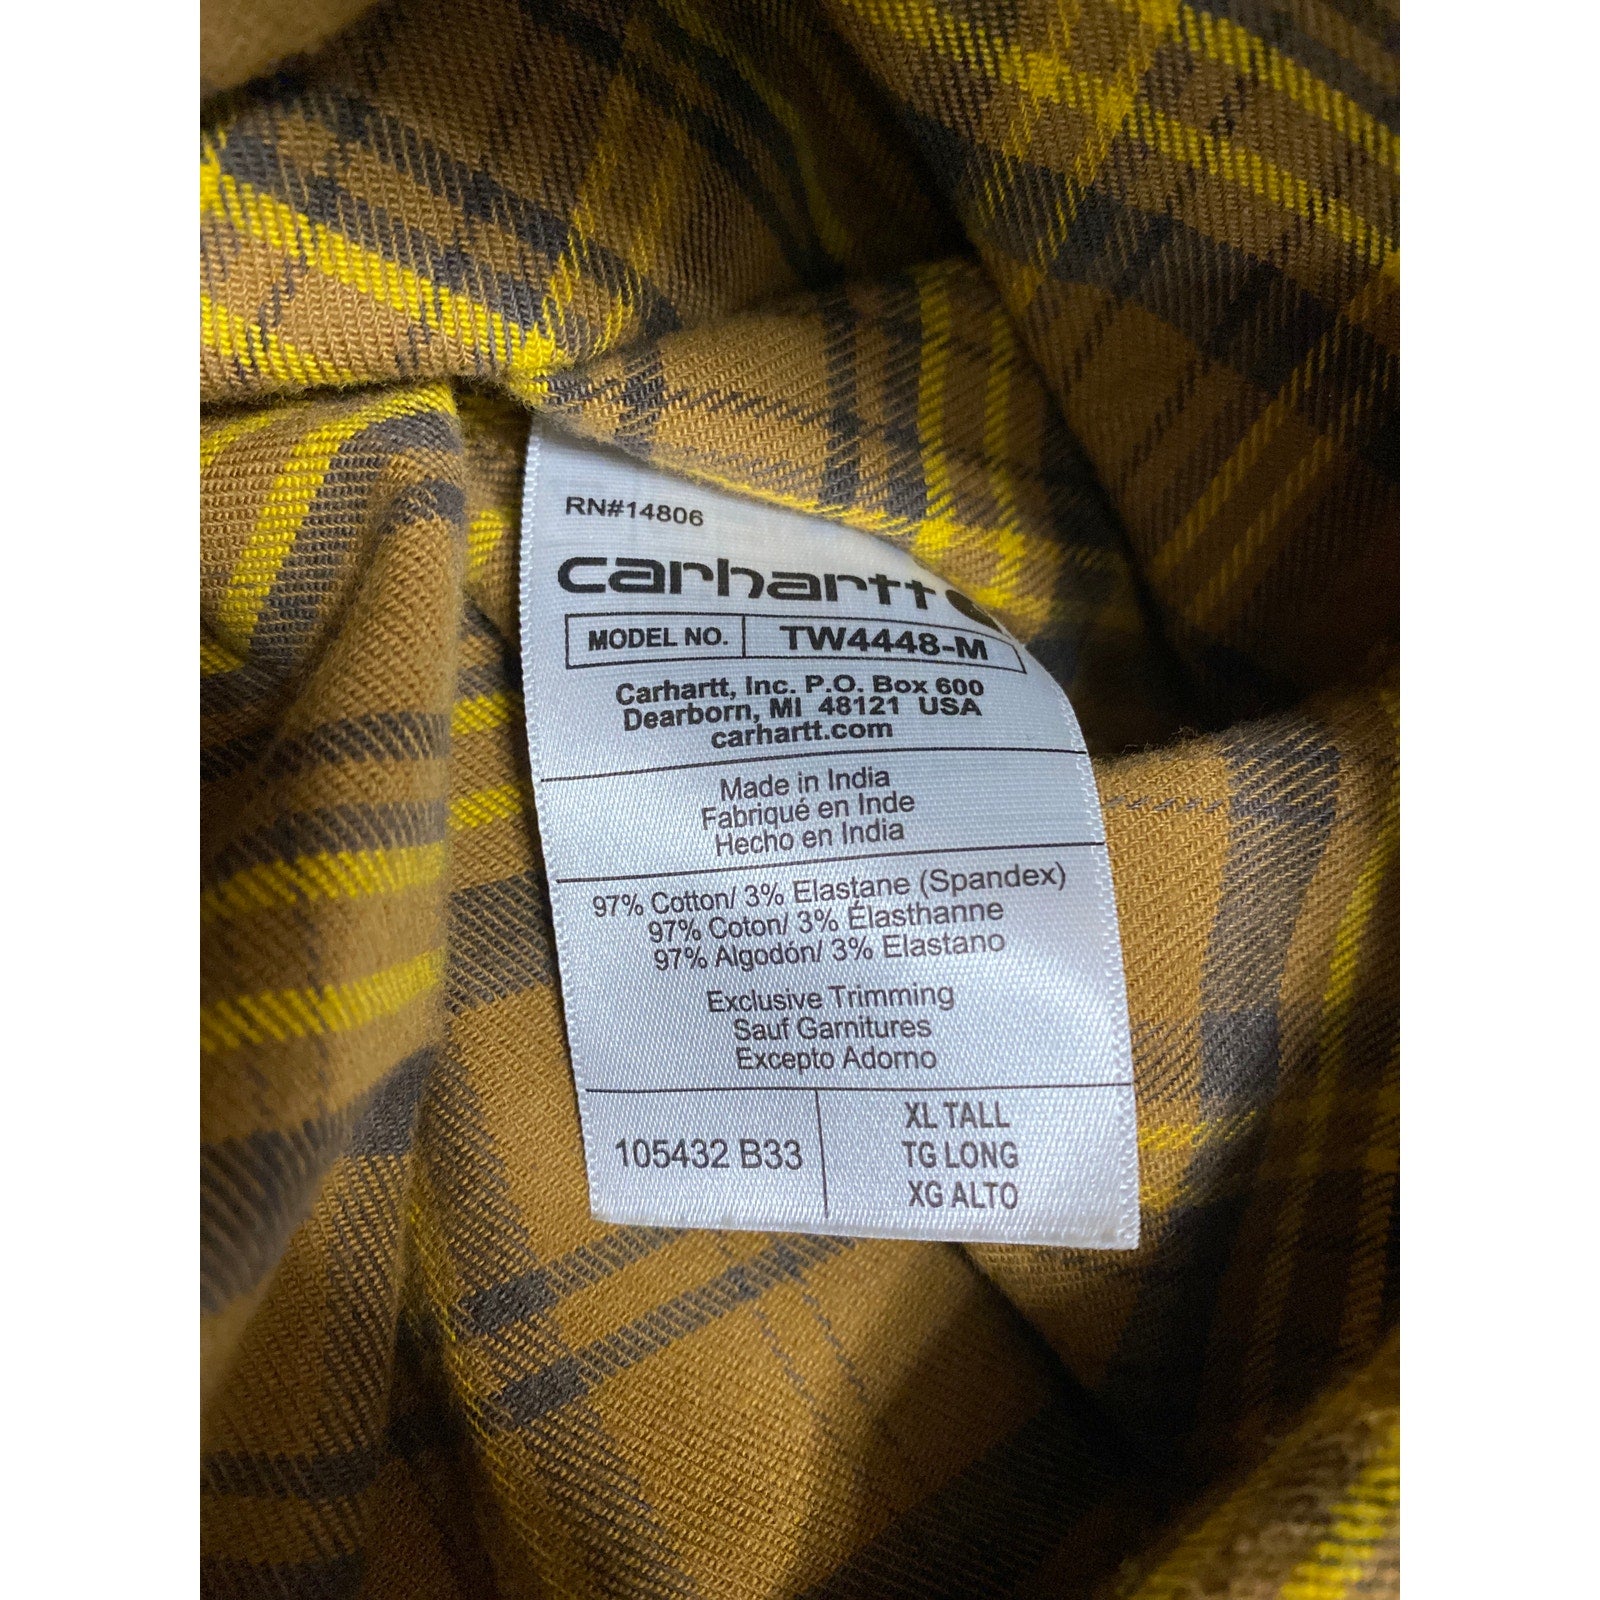 RN#14806
carhartt
MODEL NO. TW4448-M
Carhartt, Inc. P.O. Box 600
Dearborn, MI 48121 USA
carhartt.com
Made in India
Fabriqué en Inde
Hecho en India
97% Cotton/ 3% Elastane (Spandex)
97% Coton/ 3% Élasthanne
97% Algodón/ 3% Elastano
Exclusive Trimming
Sauf Garnitures
Excepto Adorno
105432 B33
XL TALL
TG LONG
XG ALTO